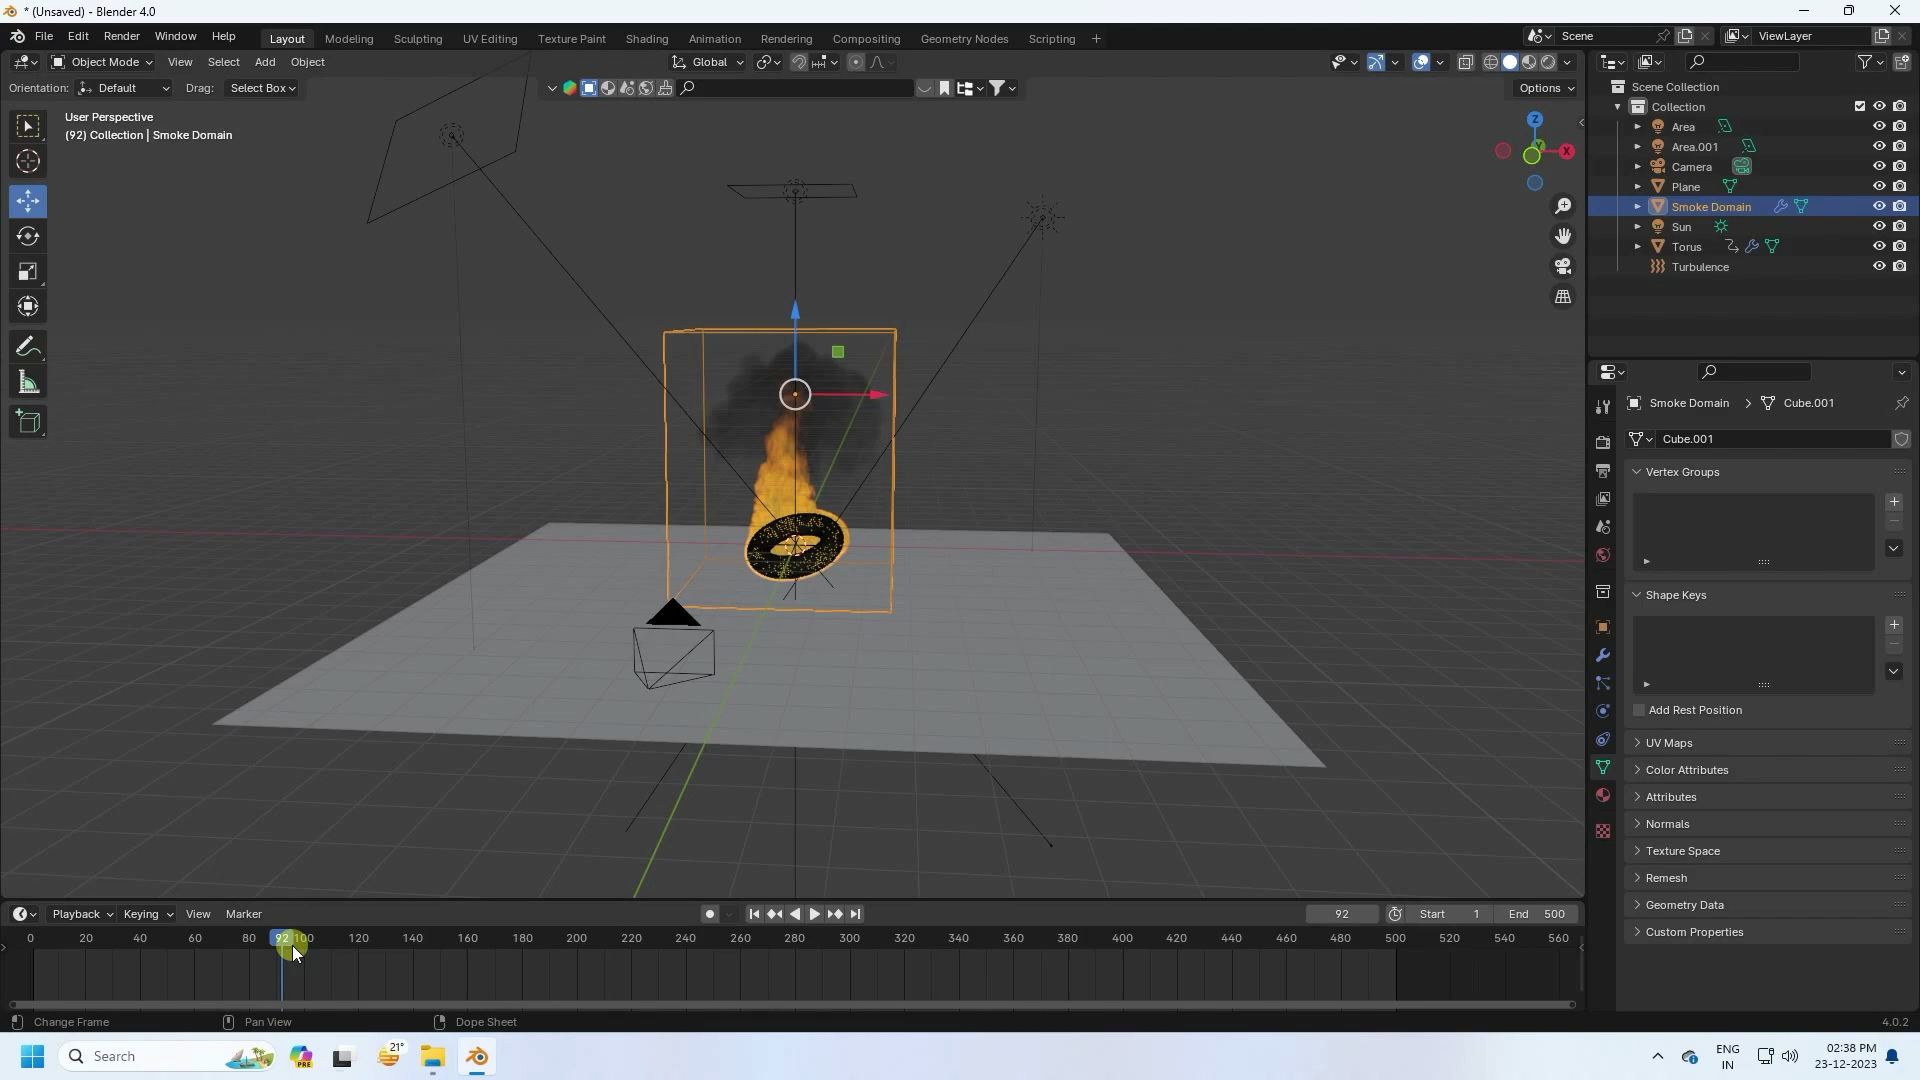 * (Unsaved) - Blender 4.0
File Edit Render Window Help
Layout Modeling Sculpting UV Editing Texture Paint Shading Animation Rendering Compositing Geometry Nodes Scripting +
Scene
ViewLayer
Object Mode View Select Add Object
Global
Orientation: Default Drag: Select Box
Options
User Perspective
(92) Collection | Smoke Domain
Z
X
Scene Collection
Collection
Area
Area.001
Camera
Plane
Smoke Domain
Sun
Torus
Turbulence
Smoke Domain > Cube.001
Cube.001
Vertex Groups
Shape Keys
Add Rest Position
UV Maps
Color Attributes
Attributes
Normals
Texture Space
Remesh
Geometry Data
Custom Properties
Playback Keying View Marker
92 Start 1 End 500
0 20 40 60 80 92 100 120 140 160 180 200 220 240 260 280 300 320 340 360 380 400 420 440 460 480 500 520 540 560
Change Frame Pan View Dope Sheet
4.0.2
Search
PRE
21°
ENG
IN
02:38 PM
23-12-2023